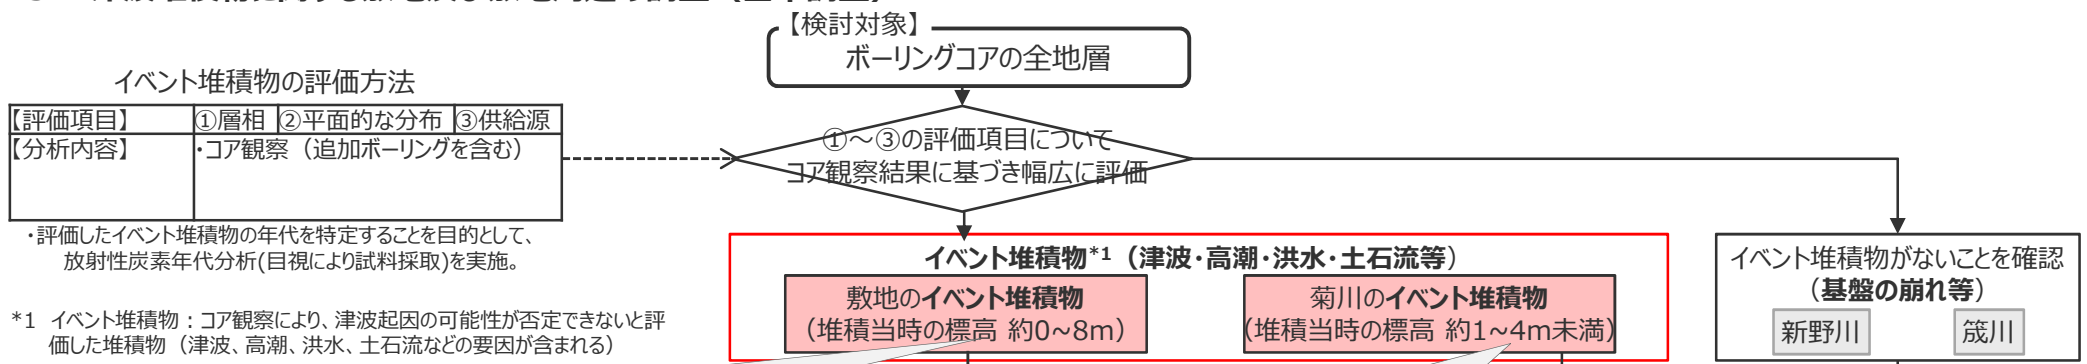 【検討対象】
ボーリングコアの全地層
イベント堆積物の評価方法
【評価項目】 ①層相 ②平面的な分布 ③供給源
【分析内容】 ・コア観察（追加ボーリングを含む）
・評価したイベント堆積物の年代を特定することを目的として、
放射性炭素年代分析(目視により試料採取)を実施。
*1 イベント堆積物：コア観察により、津波起因の可能性が否定できないと評
価した堆積物（津波、高潮、洪水、土石流などの要因が含まれる）
①～③の評価項目について
コア観察結果に基づき幅広に評価
イベント堆積物*1（津波・高潮・洪水・土石流等）
敷地のイベント堆積物
（堆積当時の標高 約0~8m）
菊川のイベント堆積物
（堆積当時の標高 約1~4m未満）
イベント堆積物がないことを確認
（基盤の崩れ等）
新野川 筬川